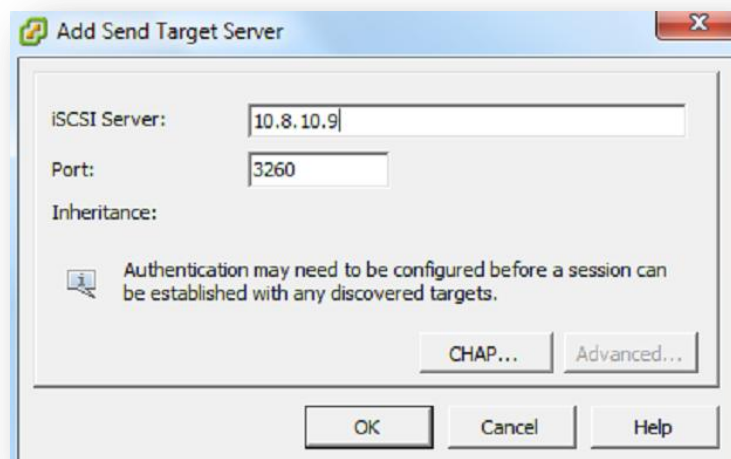 Add Send Target Server
iSCSI Server: 10.8.10.9
Port: 3260
Inheritance:
Authentication may need to be configured before a session can
be established with any discovered targets.
CHAP... Advanced...
OK Cancel Help